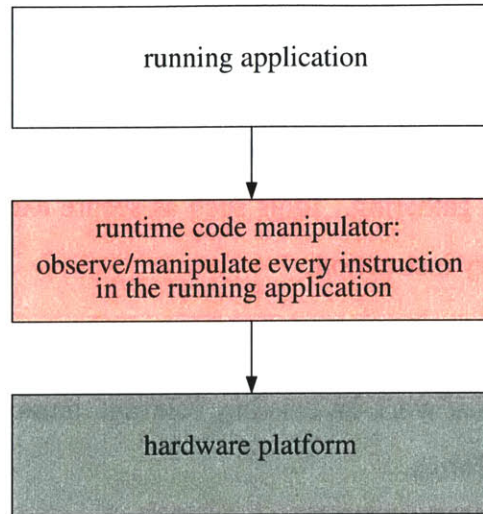 running application
runtime code manipulator:
observe/manipulate every instruction
in the running application
hardware platform